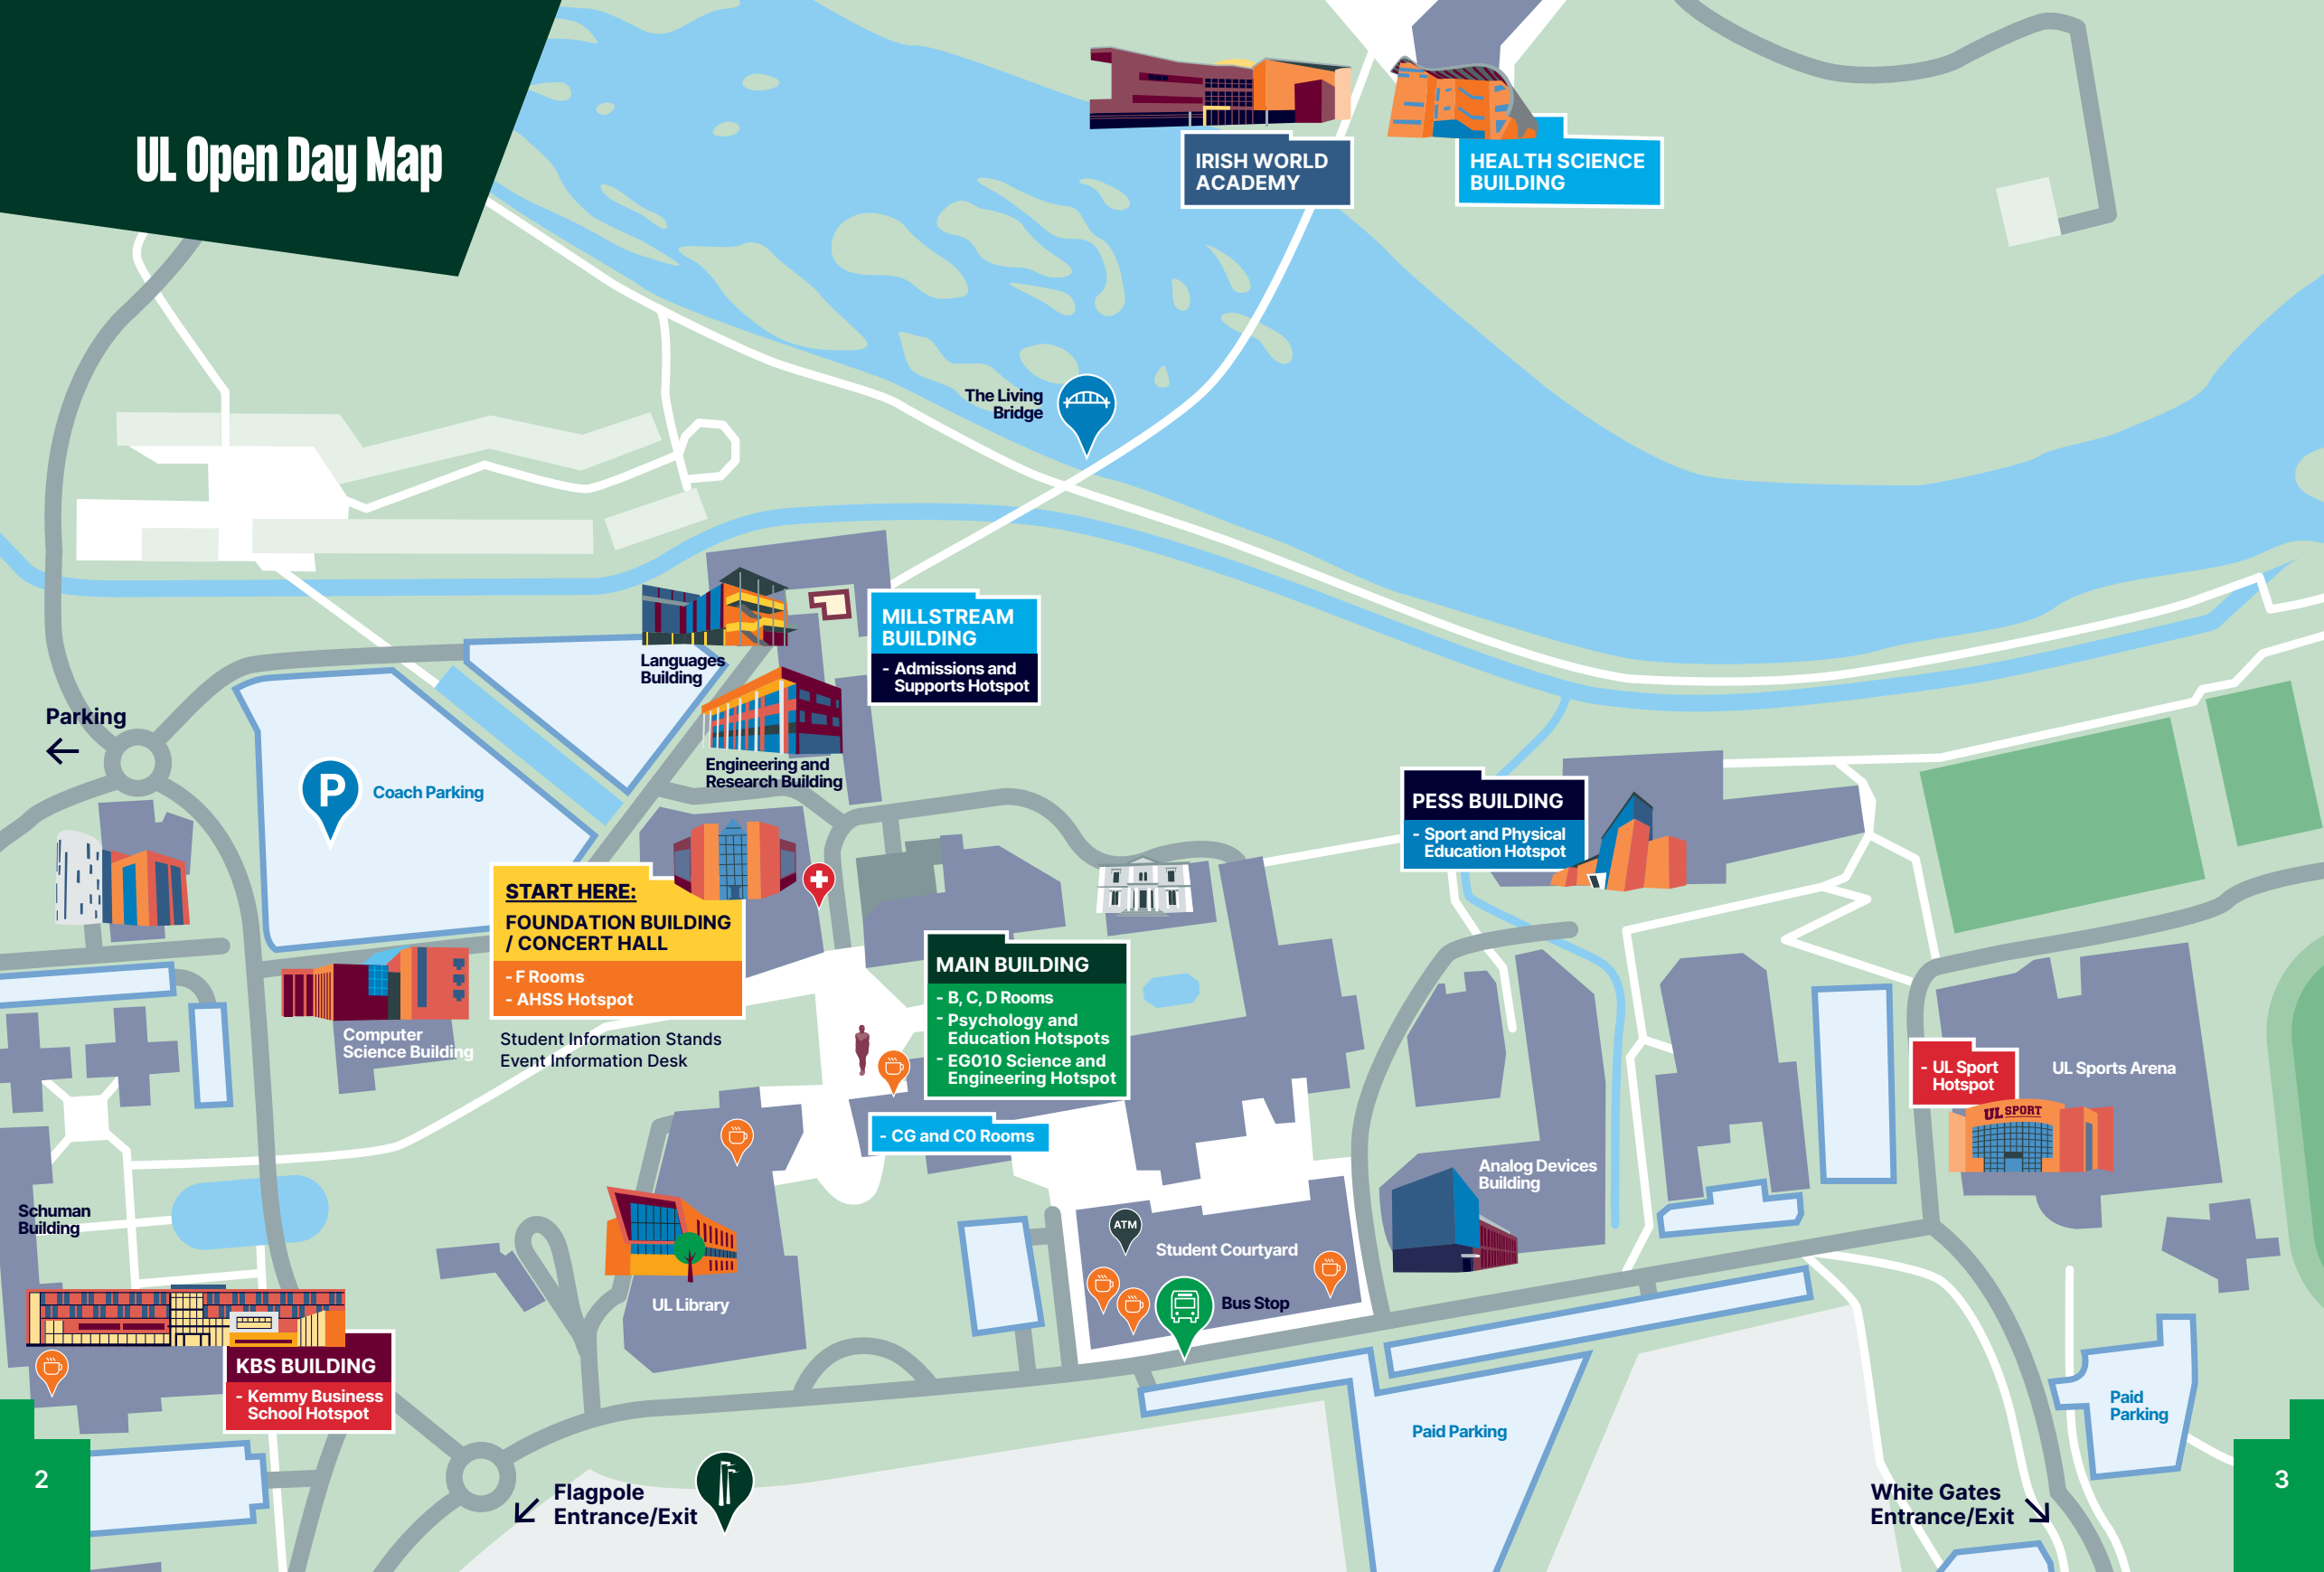 UL Open Day Map
IRISH WORLD
ACADEMY
HEALTH SCIENCE
BUILDING
The Living
Bridge
MILLSTREAM
BUILDING
- Admissions and
Supports Hotspot
Languages
Building
Engineering and
Research Building
Parking
P
Coach Parking
PESS BUILDING
- Sport and Physical
Education Hotspot
START HERE:
FOUNDATION BUILDING
/ CONCERT HALL
- F Rooms
- AHSS Hotspot
Student Information Stands
Event Information Desk
MAIN BUILDING
- B, C, D Rooms
- Psychology and
Education Hotspots
- EG010 Science and
Engineering Hotspot
- CG and C0 Rooms
Computer
Science Building
- UL Sport
Hotspot
UL Sports Arena
UL SPORT
Analog Devices
Building
Schuman
Building
ATM
Student Courtyard
Bus Stop
UL Library
KBS BUILDING
- Kemmy Business
School Hotspot
Paid Parking
Paid
Parking
Flagpole
Entrance/Exit
White Gates
Entrance/Exit
2
3